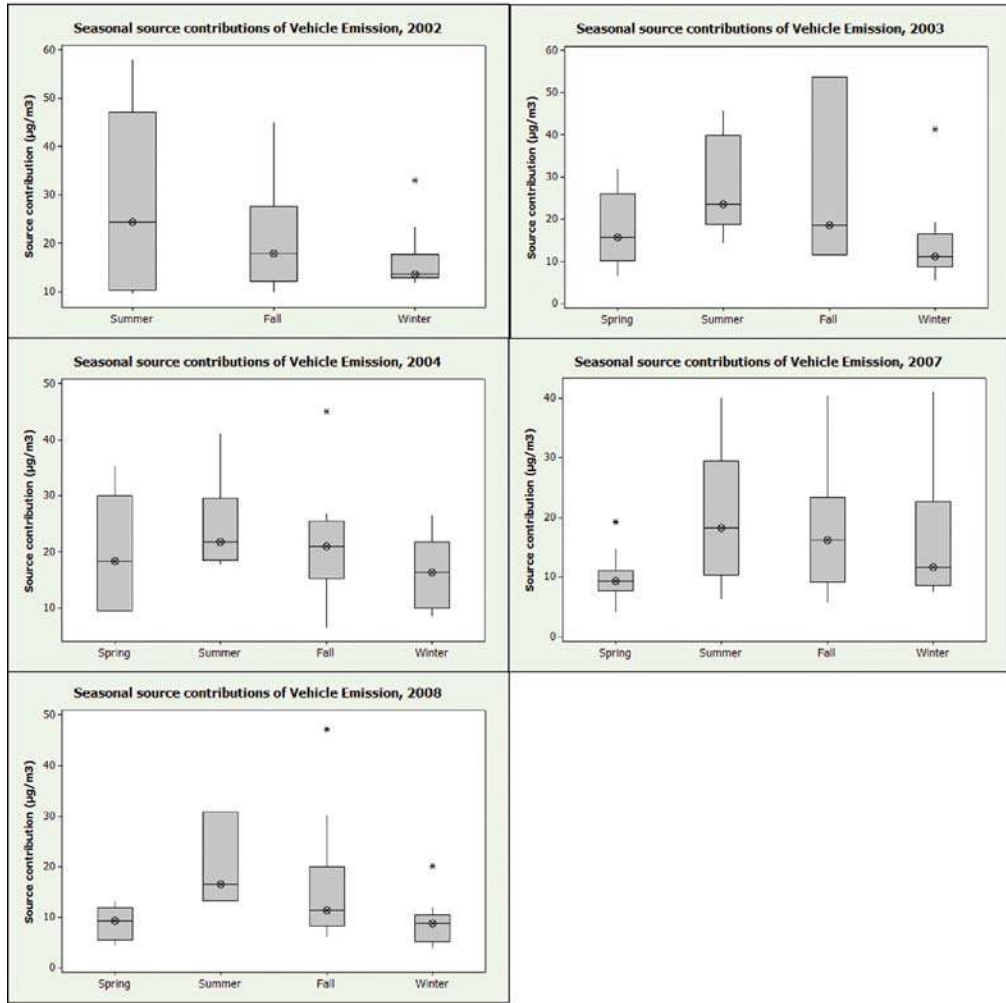 Seasonal source contributions of Vehicle Emission, 2002
Source contribution (µg/m3)
60
50
40
30
20
10
Summer Fall Winter
Seasonal source contributions of Vehicle Emission, 2003
Source contribution (µg/m3)
60
50
40
30
20
10
0
Spring Summer Fall Winter
Seasonal source contributions of Vehicle Emission, 2004
Source contribution (µg/m3)
50
40
30
20
10
Spring Summer Fall Winter
Seasonal source contributions of Vehicle Emission, 2007
Source contribution (µg/m3)
40
30
20
10
0
Spring Summer Fall Winter
Seasonal source contributions of Vehicle Emission, 2008
Source contribution (µg/m3)
50
40
30
20
10
0
Spring Summer Fall Winter